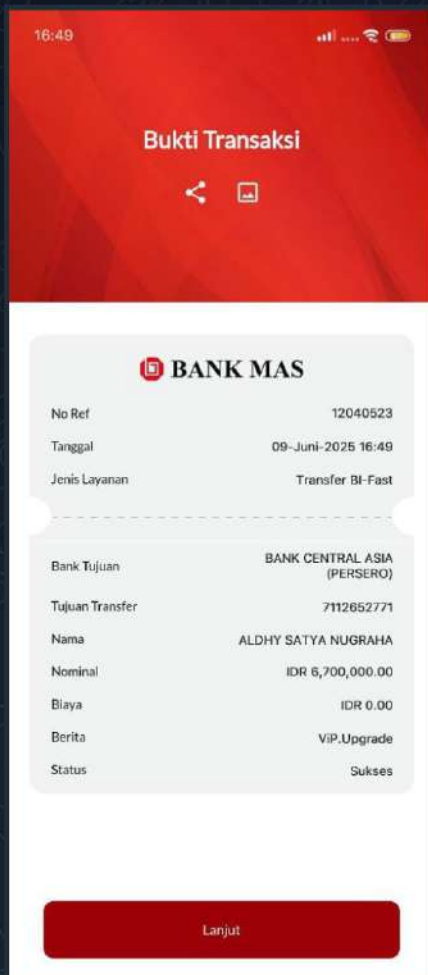 16:49
Bukti Transaksi
BANK MAS
No Ref 12040523
Tanggal 09-Juni-2025 16:49
Jenis Layanan Transfer BI-Fast
Bank Tujuan BANK CENTRAL ASIA
(PERSERO)
Tujuan Transfer 7112652771
Nama ALDHY SATYA NUGRAHA
Nominal IDR 6,700,000.00
Biaya IDR 0.00
Berita ViP.Upgrade
Status Sukses
Lanjut